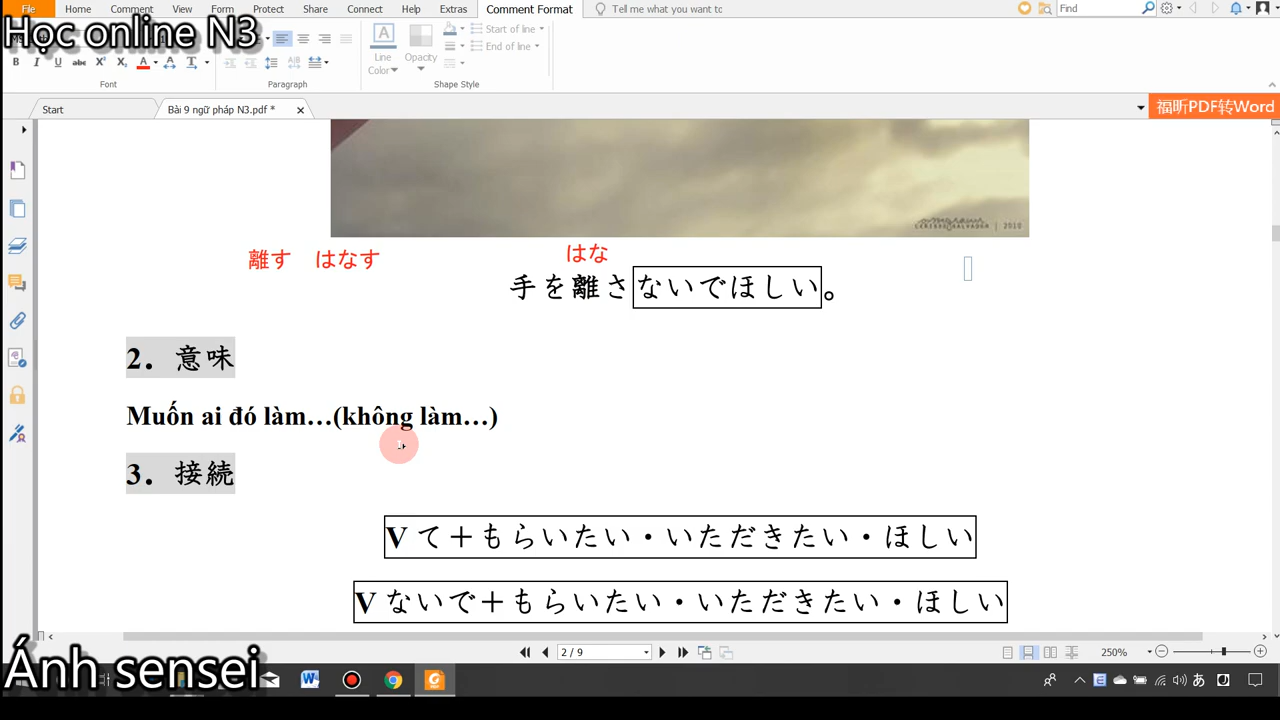 File Home Comment View Form Protect Share Connect Help Extras Comment Format Tell me what you want tc Find
Học online N3
Line Color Opacity Start of line End of line
Font Paragraph Shape Style
Start Bài 9 ngữ pháp N3.pdf * 福昕PDF转Word
2010
離す はなす はな
手を離さないでほしい。
2．意味
Muốn ai đó làm…(không làm…)
3．接続
V て＋もらいたい・いただきたい・ほしい
V ないで＋もらいたい・いただきたい・ほしい
2 / 9 250%
Ánh sensei